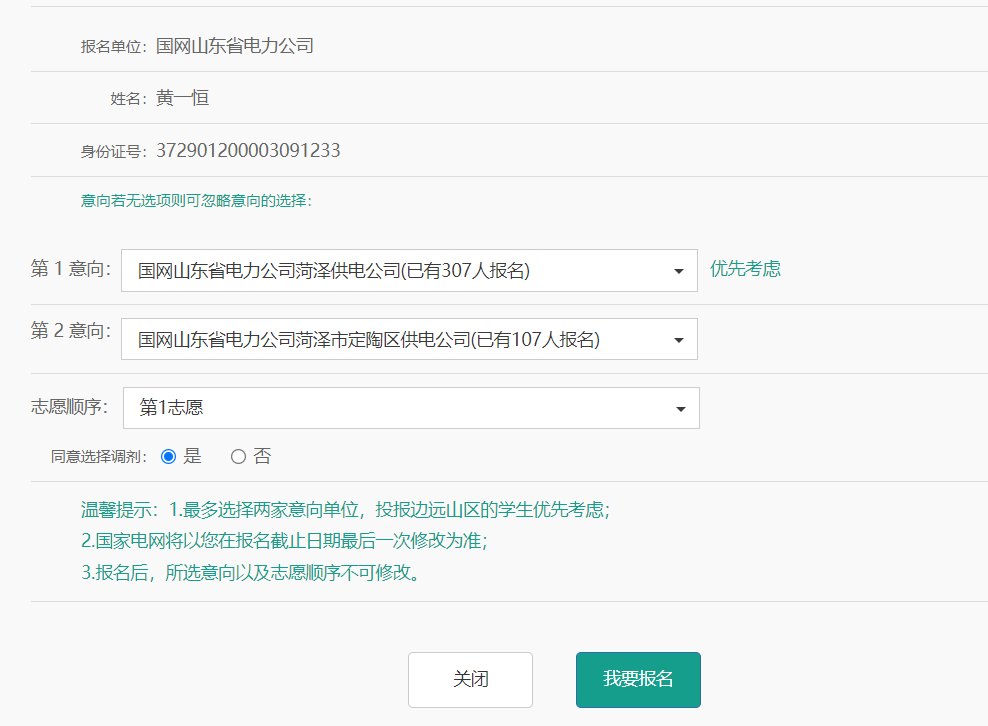 报名单位：国网山东省电力公司
姓名：黄一恒
身份证号：372901200003091233
意向若无选项则可忽略意向的选择：
第 1 意向： 国网山东省电力公司菏泽供电公司(已有307人报名) 优先考虑
第 2 意向： 国网山东省电力公司菏泽市定陶区供电公司(已有107人报名)
志愿顺序： 第1志愿
同意选择调剂： 是 否
温馨提示：1.最多选择两家意向单位，投报边远山区的学生优先考虑；
2.国家电网将以您在报名截止日期最后一次修改为准；
3.报名后，所选意向以及志愿顺序不可修改。
关闭 我要报名